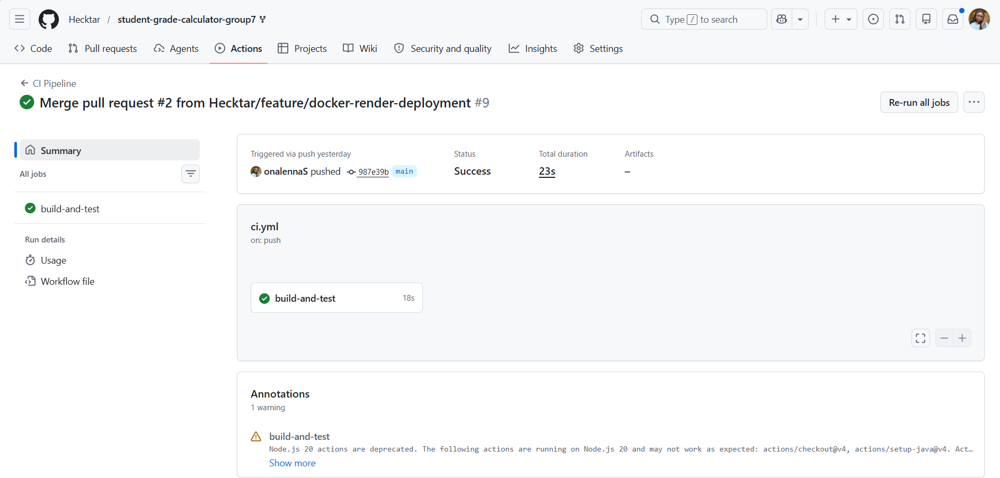 Hecktar / student-grade-calculator-group7
Type / to search
Code Pull requests Agents Actions Projects Wiki Security and quality Insights Settings
CI Pipeline
Merge pull request #2 from Hecktar/feature/docker-render-deployment #9
Re-run all jobs
Summary
All jobs
build-and-test
Run details
Usage
Workflow file
Triggered via push yesterday
onalennaS pushed 987e39b main
Status
Success
Total duration
23s
Artifacts
–
ci.yml
on: push
build-and-test 18s
Annotations
1 warning
build-and-test
Node.js 20 actions are deprecated. The following actions are running on Node.js 20 and may not work as expected: actions/checkout@v4, actions/setup-java@v4. Act…
Show more